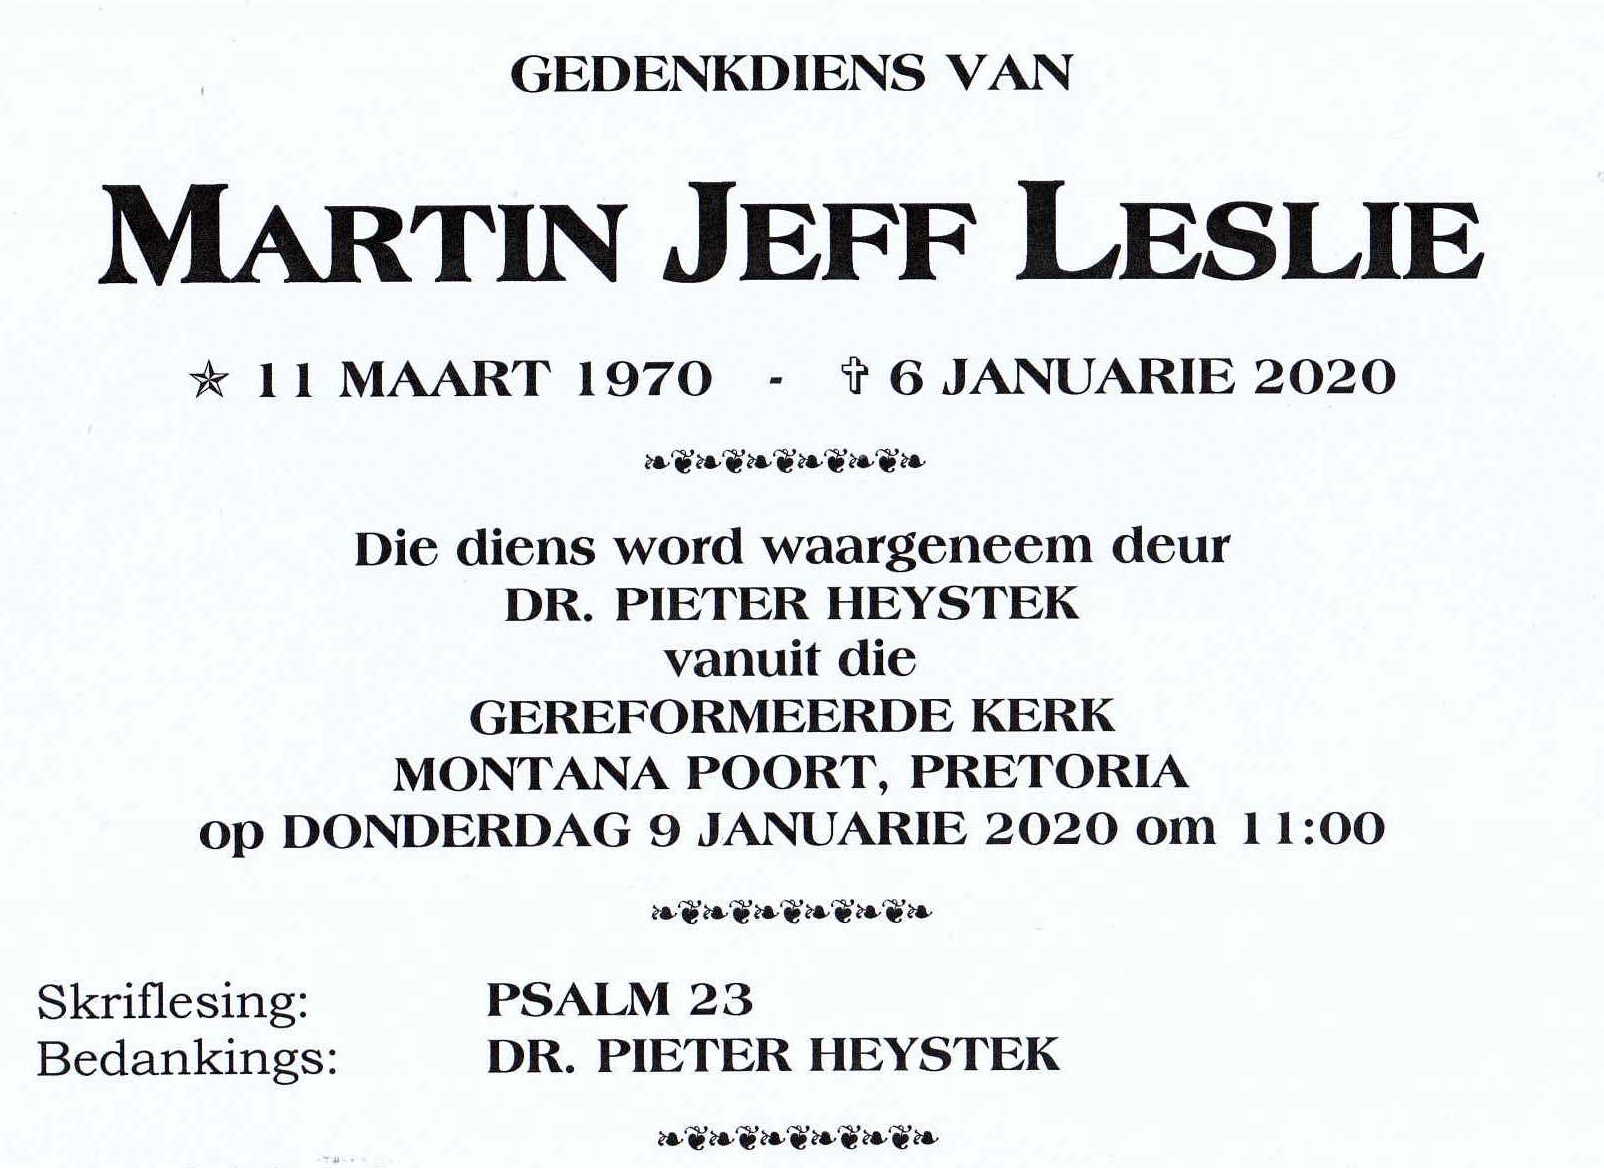 GEDENKDIENS VAN
MARTIN JEFF LESLIE
☆ 11 MAART 1970 - ✝ 6 JANUARIE 2020
Die diens word waargeneem deur
DR. PIETER HEYSTEK
vanuit die
GEREFORMEERDE KERK
MONTANA POORT, PRETORIA
op DONDERDAG 9 JANUARIE 2020 om 11:00
Skriflesing: PSALM 23
Bedankings: DR. PIETER HEYSTEK